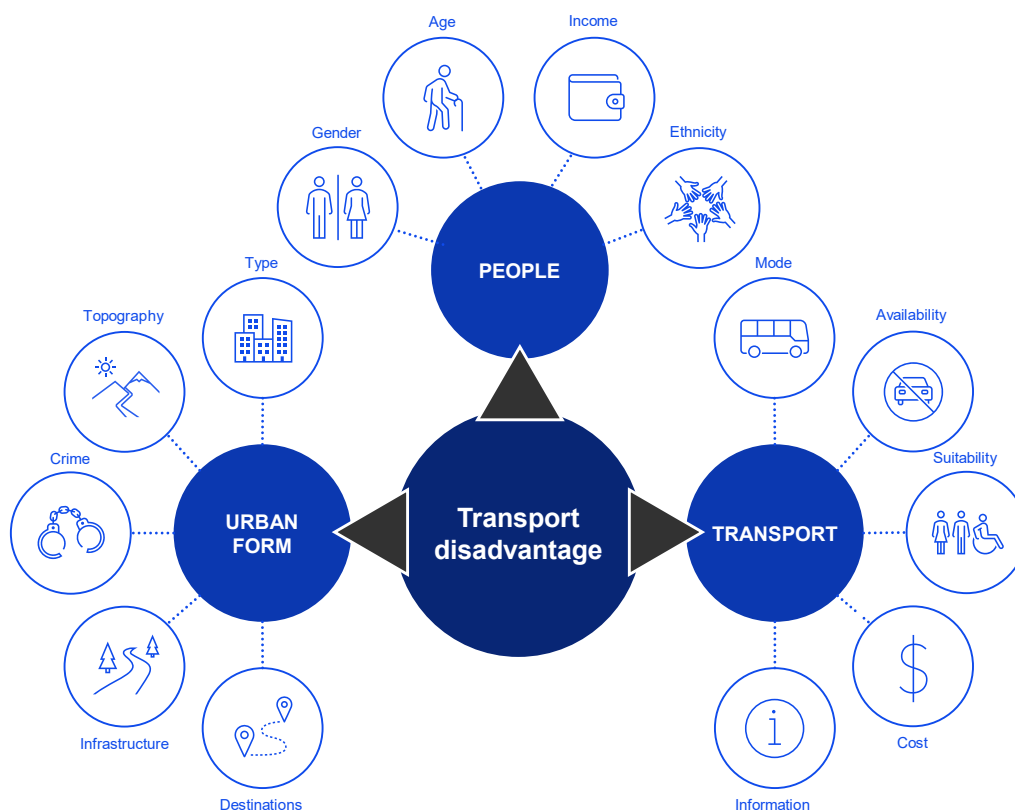 Age
Income
Gender
Ethnicity
PEOPLE
Type
Mode
Topography
Availability
Crime
Suitability
URBAN
FORM
Transport
disadvantage
TRANSPORT
Infrastructure
Cost
Destinations
Information
i
$